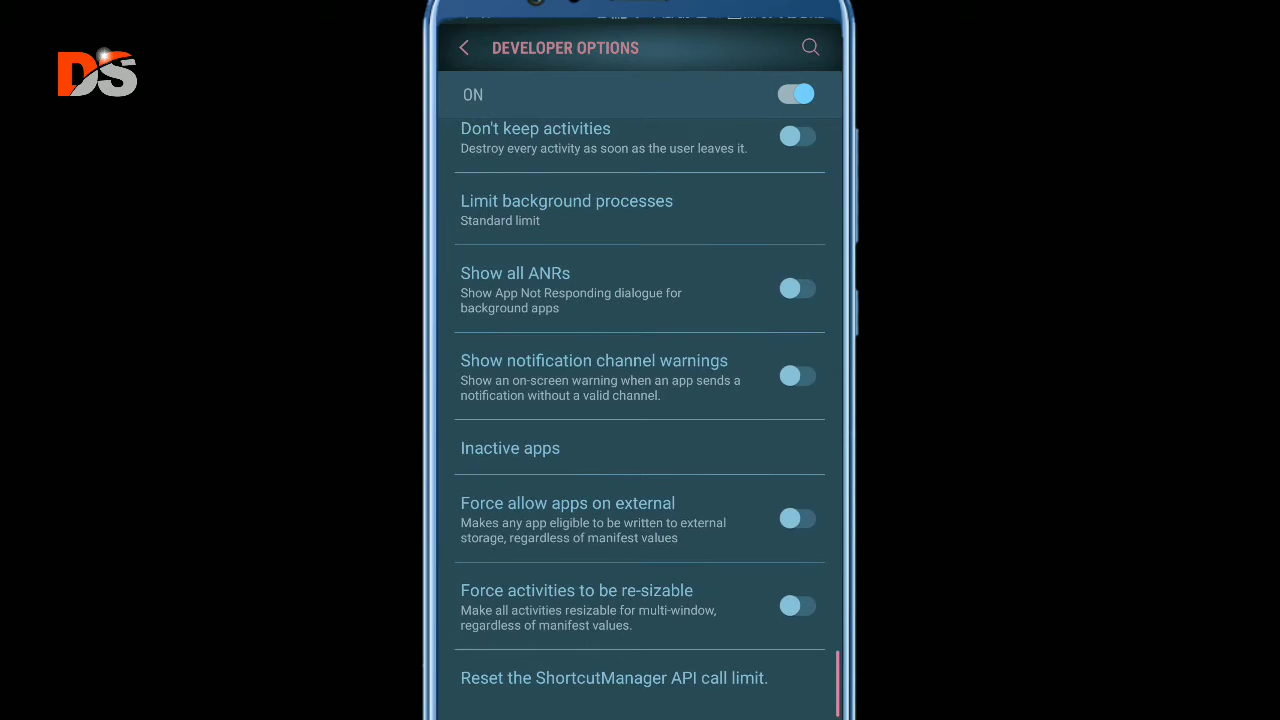 DS
DEVELOPER OPTIONS
ON
Don't keep activities
Destroy every activity as soon as the user leaves it.
Limit background processes
Standard limit
Show all ANRs
Show App Not Responding dialogue for
background apps
Show notification channel warnings
Show an on-screen warning when an app sends a
notification without a valid channel.
Inactive apps
Force allow apps on external
Makes any app eligible to be written to external
storage, regardless of manifest values
Force activities to be re-sizable
Make all activities resizable for multi-window,
regardless of manifest values.
Reset the ShortcutManager API call limit.